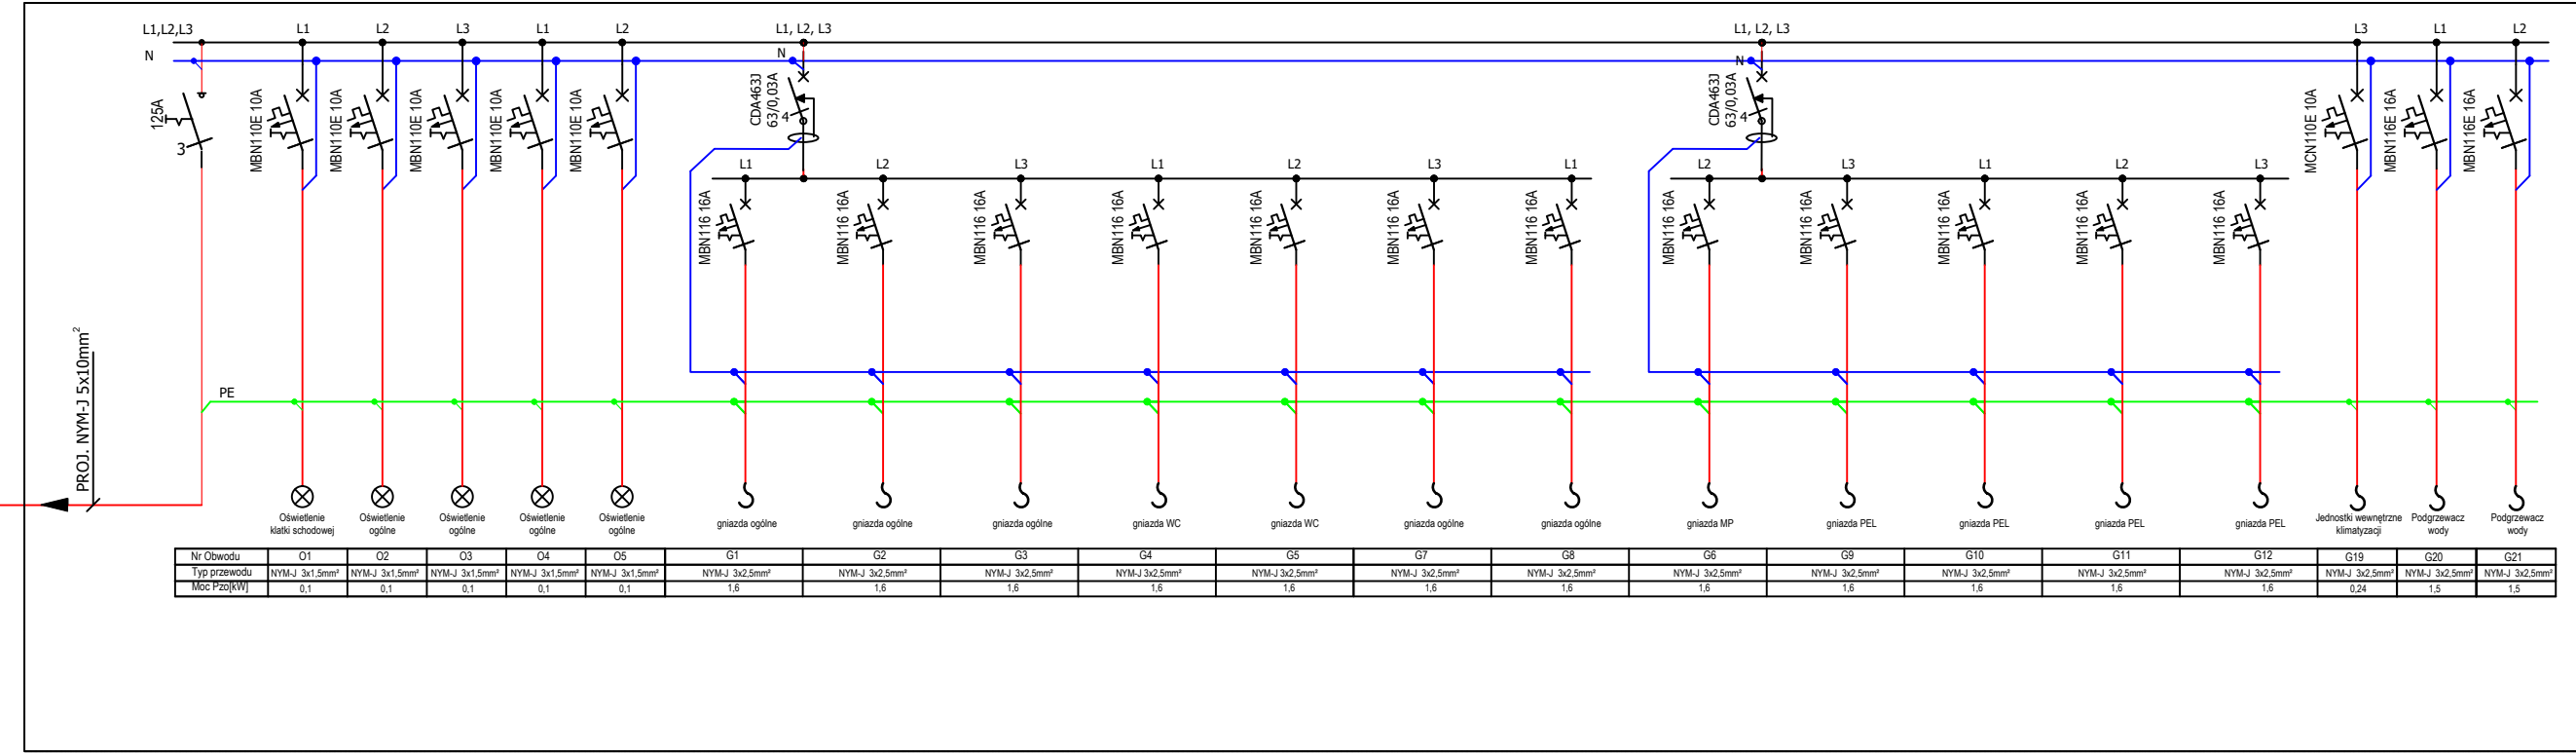 L1,L2,L3
L1
L2
L3
L1
L2
L1, L2, L3
L1, L2, L3
L3
L1
L2
N
N
N
125A
3
MBN110E 10A
MBN110E 10A
MBN110E 10A
MBN110E 10A
MBN110E 10A
CDA463J
63/0,03A
4
CDA463J
63/0,03A
4
MCN110E 10A
MBN116E 16A
MBN116E 16A
L1
L2
L3
L1
L2
L3
L1
L2
L3
L1
L2
L3
MBN116 16A
MBN116 16A
MBN116 16A
MBN116 16A
MBN116 16A
MBN116 16A
MBN116 16A
MBN116 16A
MBN116 16A
MBN116 16A
MBN116 16A
MBN116 16A
PROJ. NYM-J 5x10mm²
PE
Oświetlenie
klatki schodowej
Oświetlenie
ogólne
Oświetlenie
ogólne
Oświetlenie
ogólne
Oświetlenie
ogólne
gniazda ogólne
gniazda ogólne
gniazda ogólne
gniazda WC
gniazda WC
gniazda ogólne
gniazda ogólne
gniazda MP
gniazda PEL
gniazda PEL
gniazda PEL
gniazda PEL
Jednostki wewnętrzne
klimatyzacji
Podgrzewacz
wody
Podgrzewacz
wody
Nr Obwodu O1 O2 O3 O4 O5 G1 G2 G3 G4 G5 G7 G8 G6 G9 G10 G11 G12 G19 G20 G21
Typ przewodu NYM-J 3x1,5mm² NYM-J 3x1,5mm² NYM-J 3x1,5mm² NYM-J 3x1,5mm² NYM-J 3x1,5mm² NYM-J 3x2,5mm² NYM-J 3x2,5mm² NYM-J 3x2,5mm² NYM-J 3x2,5mm² NYM-J 3x2,5mm² NYM-J 3x2,5mm² NYM-J 3x2,5mm² NYM-J 3x2,5mm² NYM-J 3x2,5mm² NYM-J 3x2,5mm² NYM-J 3x2,5mm² NYM-J 3x2,5mm² NYM-J 3x2,5mm² NYM-J 3x2,5mm² NYM-J 3x2,5mm²
Moc Pzo[kW] 0,1 0,1 0,1 0,1 0,1 1,6 1,6 1,6 1,6 1,6 1,6 1,6 1,6 1,6 1,6 1,6 1,6 0,24 1,5 1,5